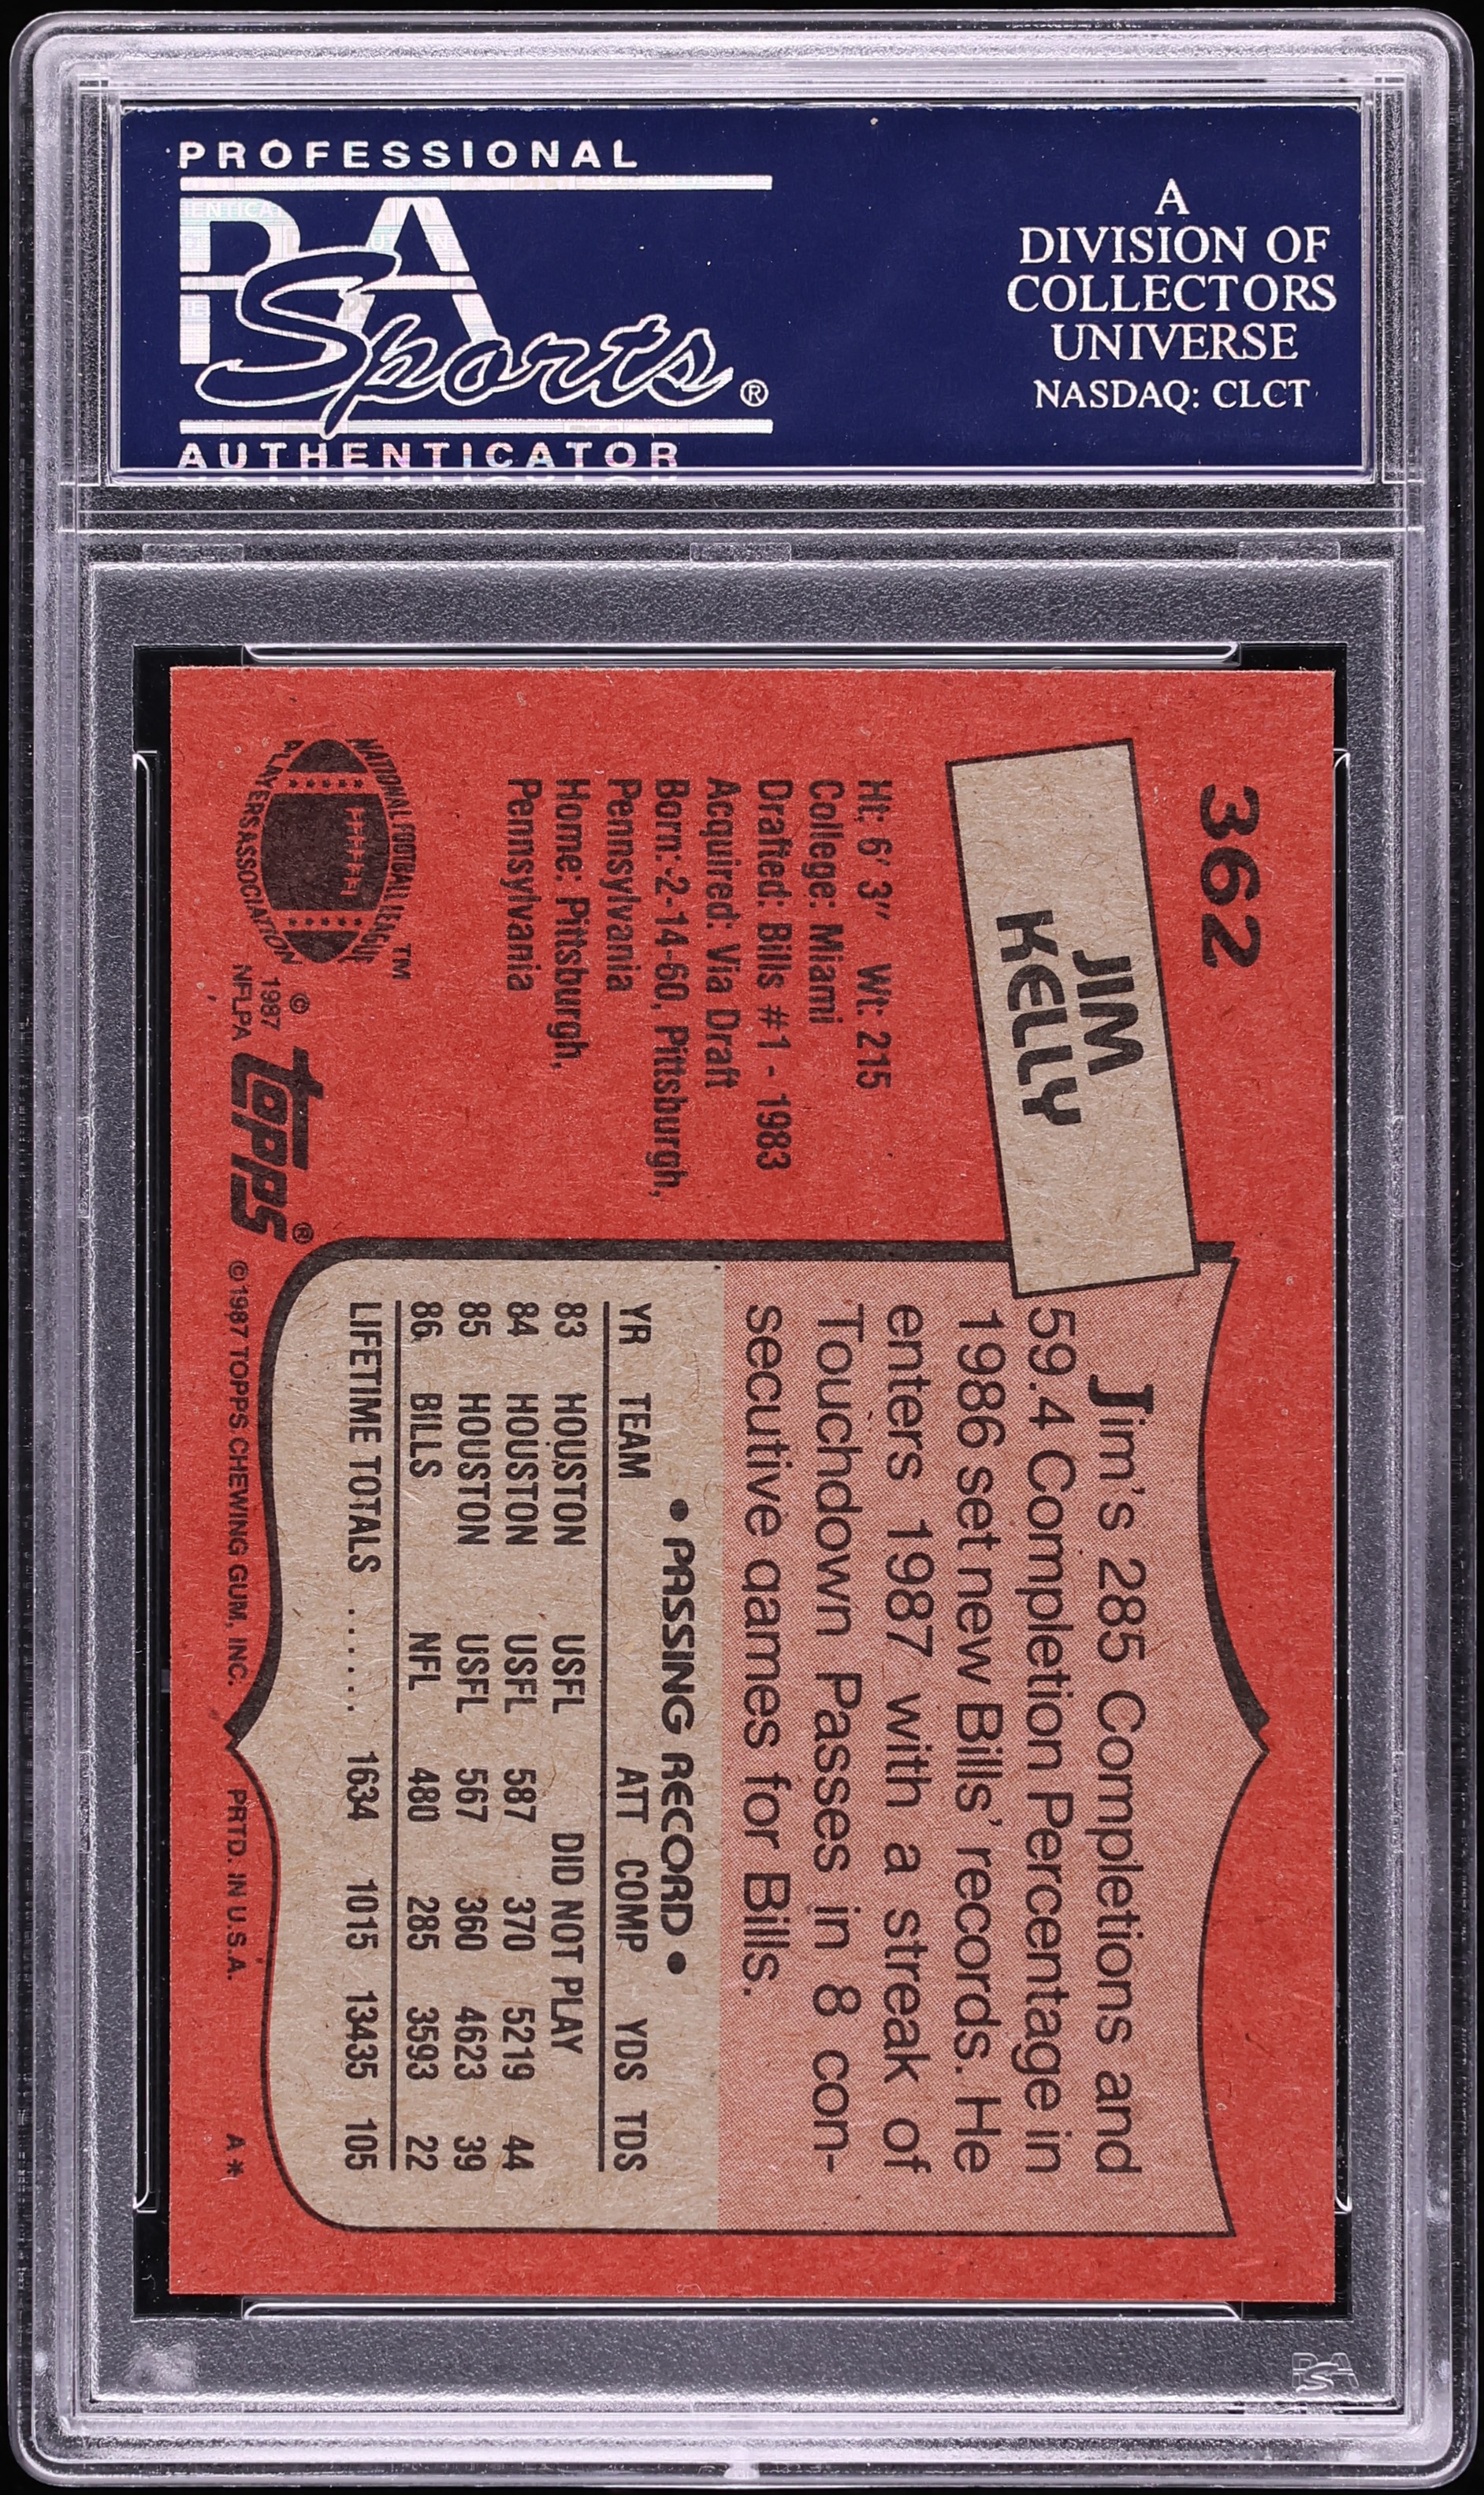 PROFESSIONAL
PSA
Sports®
AUTHENTICATOR
A
DIVISION OF
COLLECTORS
UNIVERSE
NASDAQ: CLCT
362
JIM
KELLY
Ht: 6' 3" Wt: 215
College: Miami
Drafted: Bills #1 - 1983
Acquired: Via Draft
Born: 2-14-60, Pittsburgh,
Pennsylvania
Home: Pittsburgh,
Pennsylvania
NATIONAL FOOTBALL LEAGUE
PLAYERS ASSOCIATION
TM
©
1987
NFLPA
topps®
Jim's 285 Completions and
59.4 Completion Percentage in
1986 set new Bills' records. He
enters 1987 with a streak of
Touchdown Passes in 8 con-
secutive games for Bills.
• PASSING RECORD •
YR TEAM ATT COMP YDS TDS
83 HOUSTON USFL DID NOT PLAY
84 HOUSTON USFL 587 370 5219 44
85 HOUSTON USFL 567 360 4623 39
86 BILLS NFL 480 285 3593 22
LIFETIME TOTALS ..... 1634 1015 13435 105
© 1987 TOPPS CHEWING GUM, INC. PRTD. IN U.S.A. A*
PSA